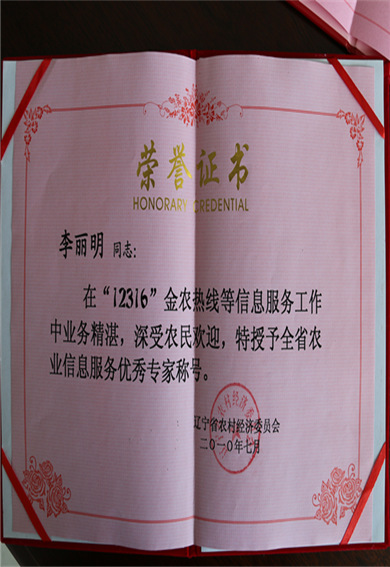 荣誉证书
HONORARY CREDENTIAL
李丽明 同志：
在“12316”金农热线等信息服务工作
中业务精湛，深受农民欢迎，特授予全省农
业信息服务优秀专家称号。
辽宁省农村经济委员会
二〇一〇年七月